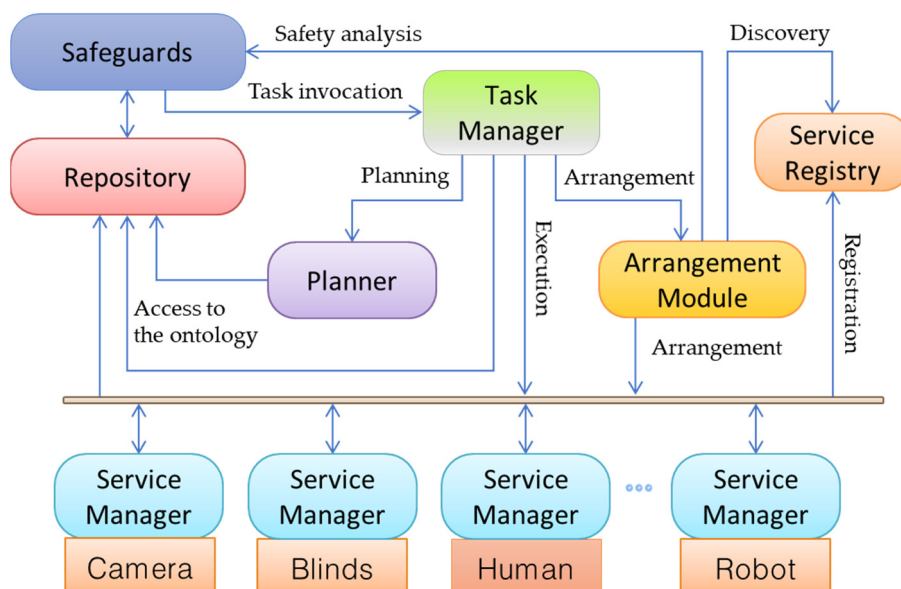 Safety analysis
Discovery
Safeguards
Task invocation
Task
Manager
Service
Registry
Repository
Planning
Arrangement
Planner
Execution
Arrangement
Module
Registration
Access to
the ontology
Arrangement
Service
Manager
Service
Manager
Service
Manager
Service
Manager
Camera
Blinds
Human
Robot